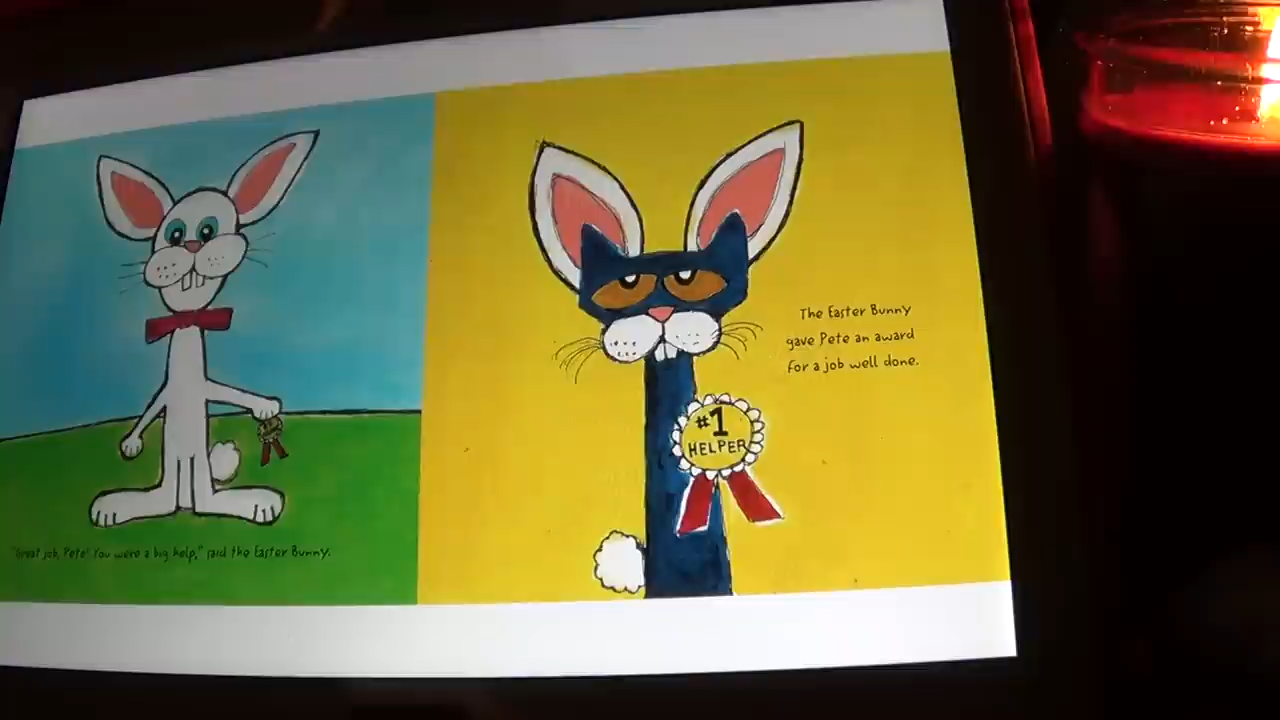 "Great job, Pete! You were a big help," said the Easter Bunny.
The Easter Bunny
gave Pete an award
for a job well done.
#1
HELPER